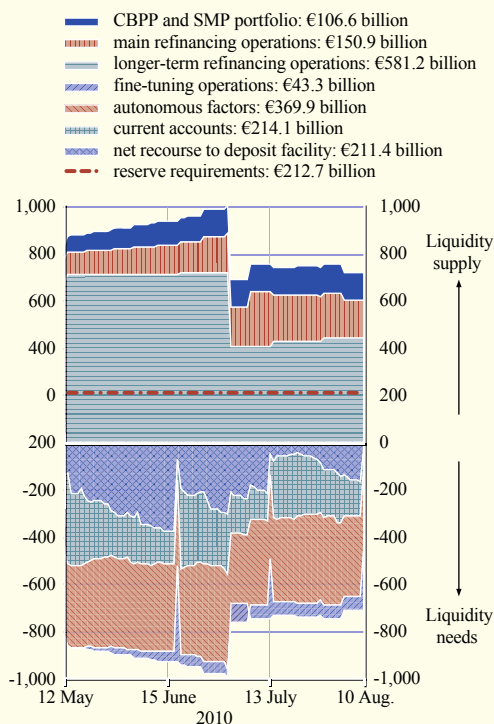 CBPP and SMP portfolio: €106.6 billion
main refinancing operations: €150.9 billion
longer-term refinancing operations: €581.2 billion
fine-tuning operations: €43.3 billion
autonomous factors: €369.9 billion
current accounts: €214.1 billion
net recourse to deposit facility: €211.4 billion
reserve requirements: €212.7 billion
1,000 1,000
800 800
600 600
400 400
0 200
200 0
-200 -200
-400 -400
-600 -600
-800 -800
-1,000 -1,000
Liquidity
supply
Liquidity
needs
12 May 15 June 13 July 10 Aug.
2010